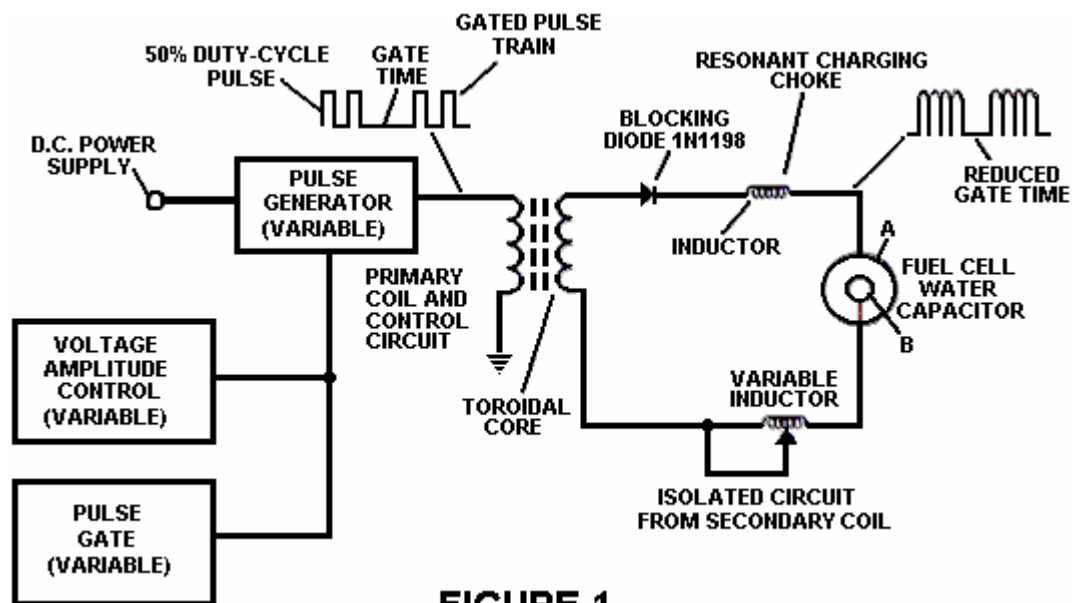 GATED PULSE
TRAIN
50% DUTY-CYCLE
PULSE
GATE
TIME
RESONANT CHARGING
CHOKE
BLOCKING
DIODE 1N1198
D.C. POWER
SUPPLY
PULSE
GENERATOR
(VARIABLE)
REDUCED
GATE TIME
INDUCTOR
A
FUEL CELL
WATER
CAPACITOR
B
PRIMARY
COIL AND
CONTROL
CIRCUIT
VOLTAGE
AMPLITUDE
CONTROL
(VARIABLE)
TOROIDAL
CORE
VARIABLE
INDUCTOR
ISOLATED CIRCUIT
FROM SECONDARY COIL
PULSE
GATE
(VARIABLE)
FIGURE 1